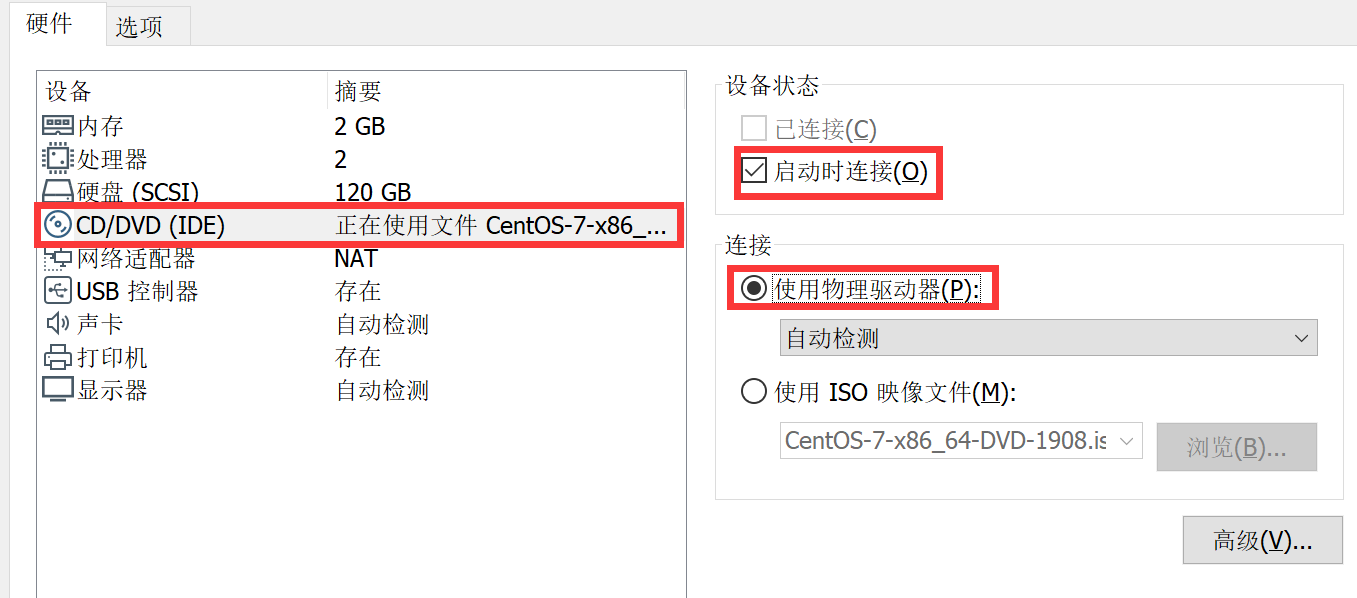 硬件 选项
设备 摘要
内存 2 GB
处理器 2
硬盘 (SCSI) 120 GB
CD/DVD (IDE) 正在使用文件 CentOS-7-x86_...
网络适配器 NAT
USB 控制器 存在
声卡 自动检测
打印机 存在
显示器 自动检测
设备状态
已连接(C)
启动时连接(O)
连接
使用物理驱动器(P):
自动检测
使用 ISO 映像文件(M):
CentOS-7-x86_64-DVD-1908.is
浏览(B)...
高级(V)...